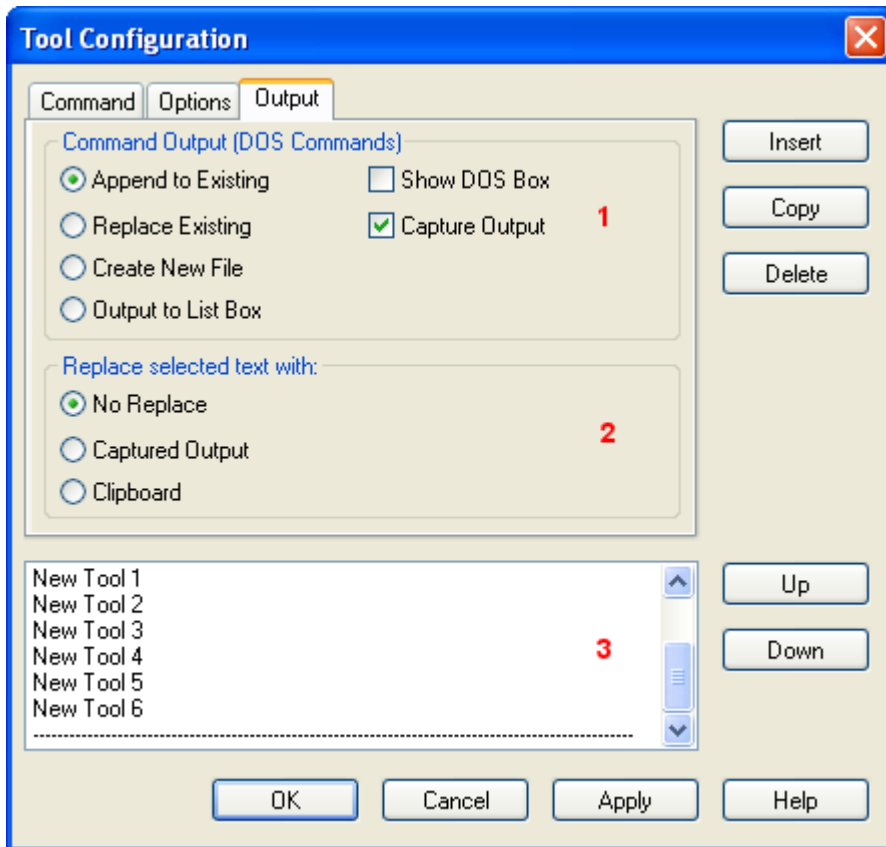 Tool Configuration
Command Options Output
Command Output (DOS Commands)
Append to Existing Show DOS Box
Replace Existing Capture Output 1
Create New File
Output to List Box
Replace selected text with:
No Replace
Captured Output 2
Clipboard
Insert
Copy
Delete
New Tool 1
New Tool 2
New Tool 3
New Tool 4
New Tool 5
New Tool 6
3
Up
Down
OK Cancel Apply Help